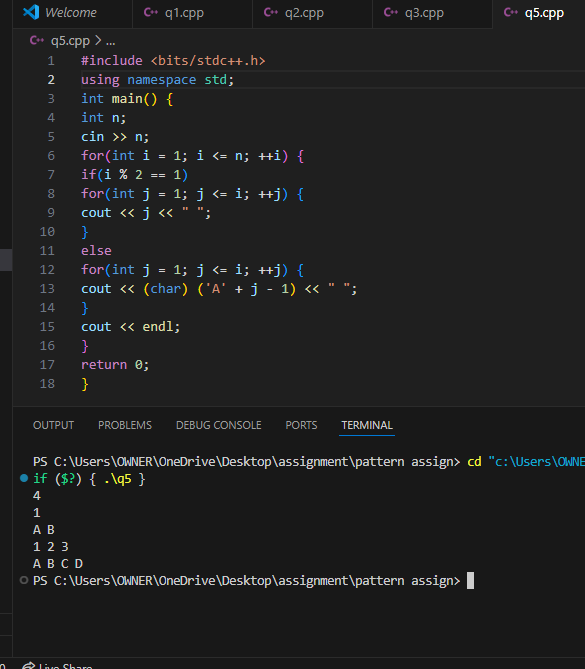 Welcome q1.cpp q2.cpp q3.cpp q5.cpp
q5.cpp > ...
1 #include <bits/stdc++.h>
2 using namespace std;
3 int main() {
4 int n;
5 cin >> n;
6 for(int i = 1; i <= n; ++i) {
7 if(i % 2 == 1)
8 for(int j = 1; j <= i; ++j) {
9 cout << j << " ";
10 }
11 else
12 for(int j = 1; j <= i; ++j) {
13 cout << (char) ('A' + j - 1) << " ";
14 }
15 cout << endl;
16 }
17 return 0;
18 }
OUTPUT PROBLEMS DEBUG CONSOLE PORTS TERMINAL
PS C:\Users\OWNER\OneDrive\Desktop\assignment\pattern assign> cd "c:\Users\OWNE
if ($?) { .\q5 }
4
1
A B
1 2 3
A B C D
PS C:\Users\OWNER\OneDrive\Desktop\assignment\pattern assign>
0 Live Share